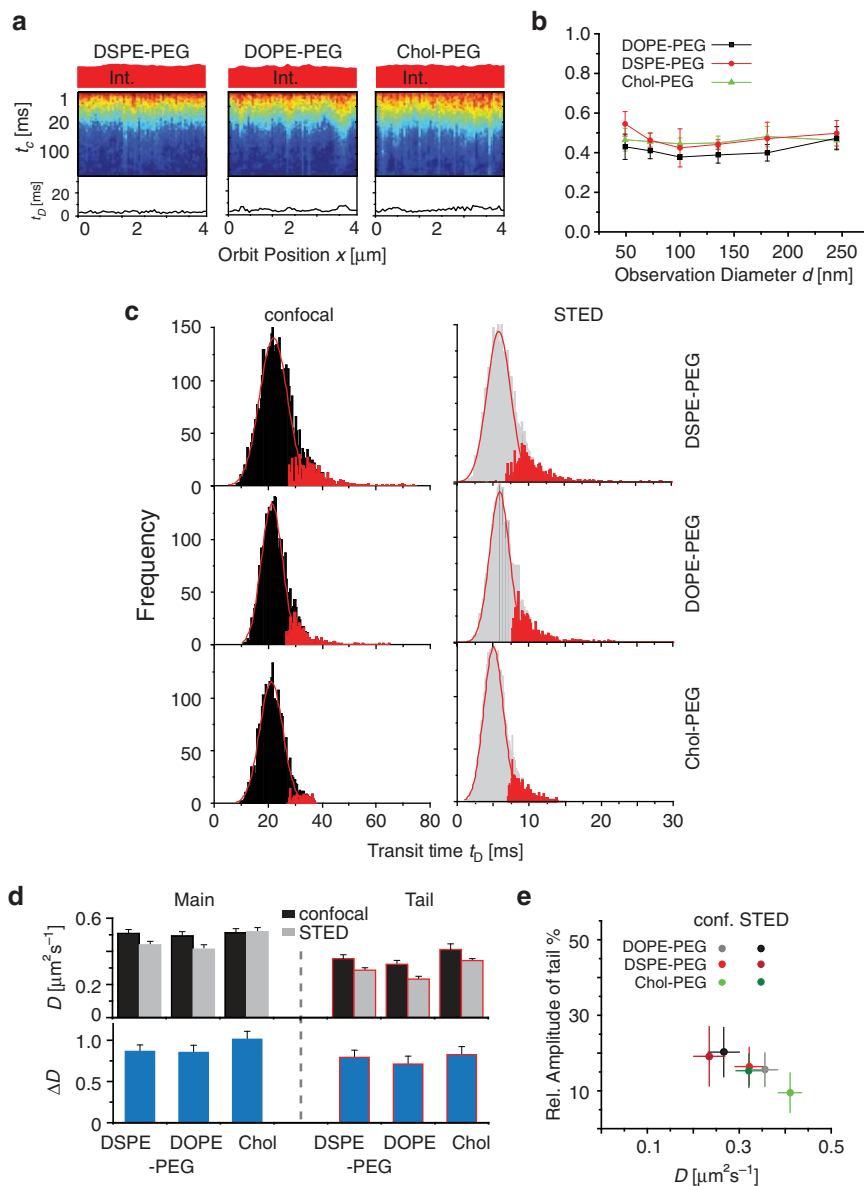 a
DSPE-PEG DOPE-PEG Chol-PEG
Int. Int. Int.
t_c [ms]
1
20
100
t_D [ms]
20
0
0 2 4 0 2 4 0 2 4
Orbit Position x [μm]
b
DOPE-PEG
DSPE-PEG
Chol-PEG
1.0
0.8
0.6
0.4
0.2
0.0
50 100 150 200 250
Observation Diameter d [nm]
c
confocal STED
Frequency
150
100
50
0
DSPE-PEG
100
50
0
DOPE-PEG
100
50
0
Chol-PEG
0 20 40 60 80 0 10 20 30
Transit time t_D [ms]
d
Main Tail
confocal
STED
D [μm²s⁻¹]
0.6
0.4
0
ΔD
1.0
0.5
0
DSPE DOPE Chol DSPE DOPE Chol
-PEG -PEG
e
conf. STED
DOPE-PEG
DSPE-PEG
Chol-PEG
Rel. Amplitude of tail %
50
30
10
0.1 0.3 0.5
D [μm²s⁻¹]